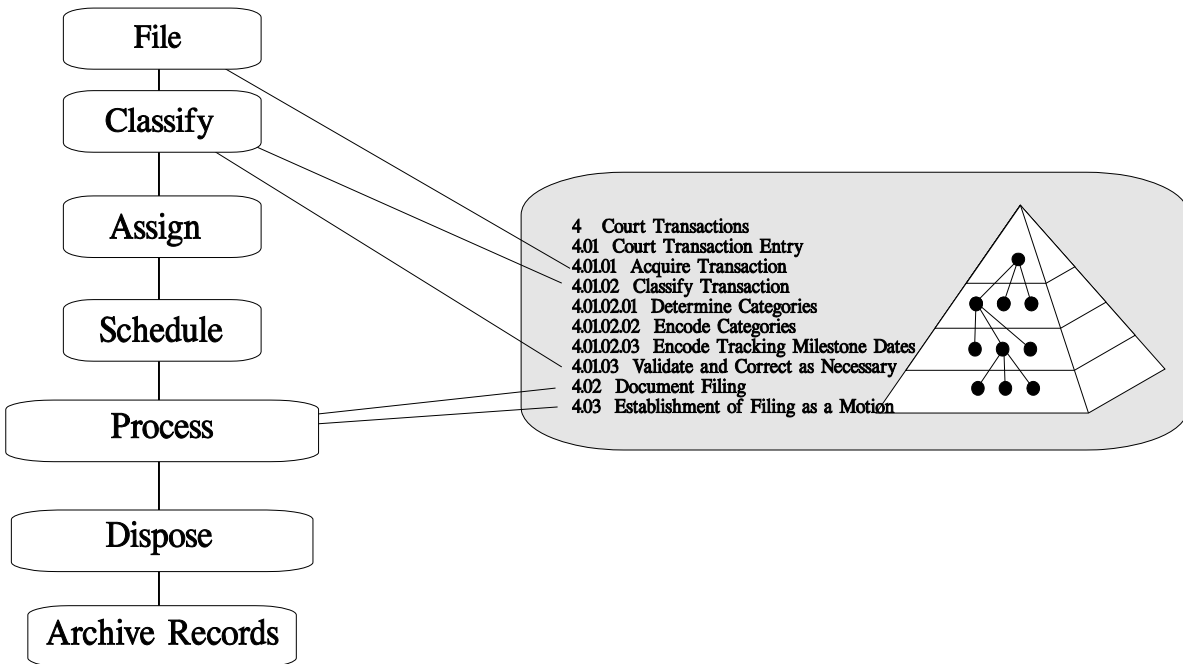 File
Classify
Assign
Schedule
Process
Dispose
Archive Records
4 Court Transactions
4.01 Court Transaction Entry
4.01.01 Acquire Transaction
4.01.02 Classify Transaction
4.01.02.01 Determine Categories
4.01.02.02 Encode Categories
4.01.02.03 Encode Tracking Milestone Dates
4.01.03 Validate and Correct as Necessary
4.02 Document Filing
4.03 Establishment of Filing as a Motion